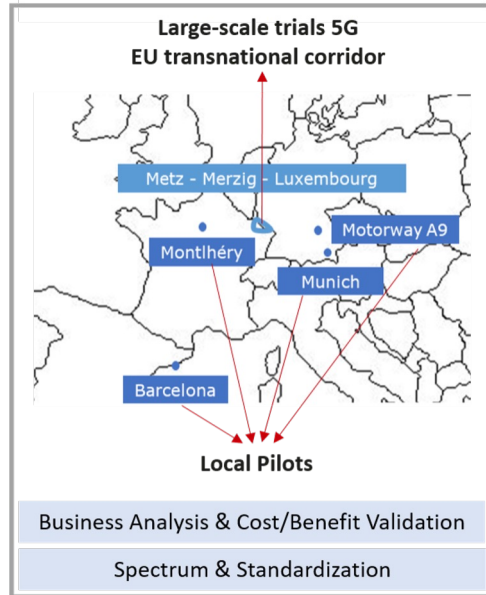 Large-scale trials 5G
EU transnational corridor
Metz - Merzig - Luxembourg
Motorway A9
Montlhéry
Munich
Barcelona
Local Pilots
Business Analysis & Cost/Benefit Validation
Spectrum & Standardization